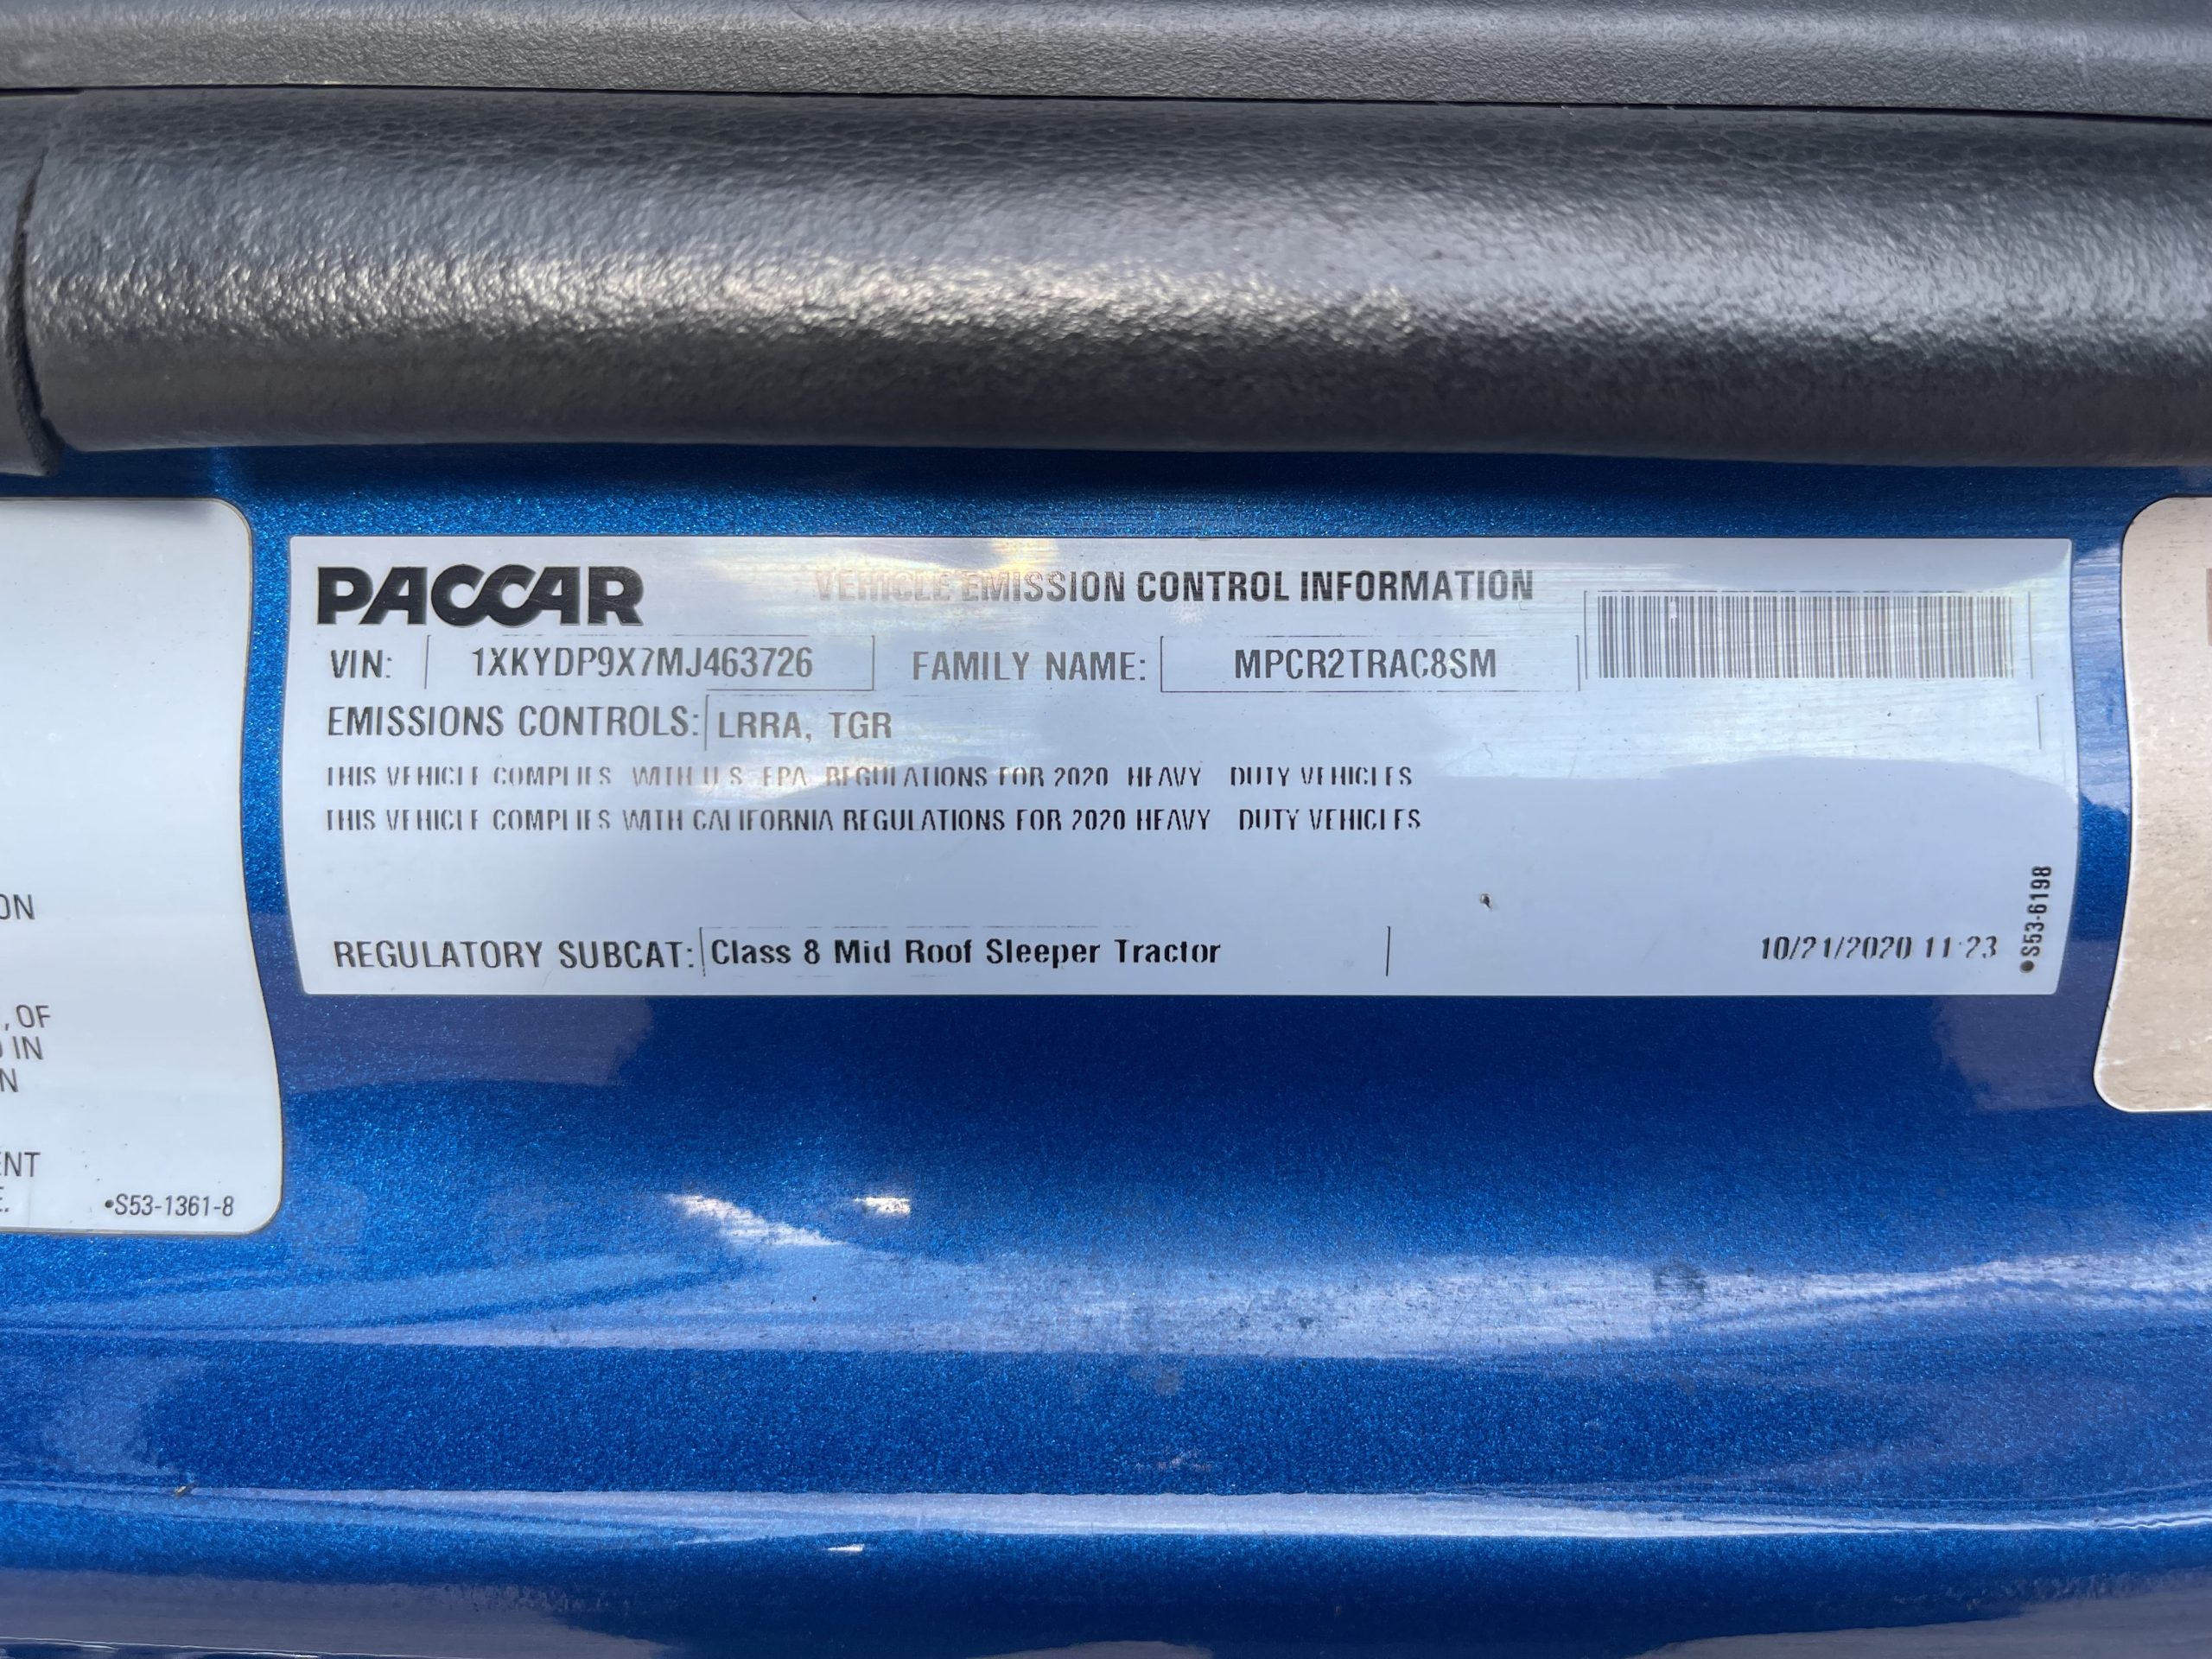 PACCAR VEHICLE EMISSION CONTROL INFORMATION
VIN: 1XKYDP9X7MJ463726 FAMILY NAME: MPCR2TRAC8SM
EMISSIONS CONTROLS: LRRA, TGR
THIS VEHICLE COMPLIES WITH U.S. EPA REGULATIONS FOR 2020 HEAVY DUTY VEHICLES
THIS VEHICLE COMPLIES WITH CALIFORNIA REGULATIONS FOR 2020 HEAVY DUTY VEHICLES
REGULATORY SUBCAT: Class 8 Mid Roof Sleeper Tractor
10/21/2020 11:23
•S53-6198
, OF
IN
•S53-1361-8